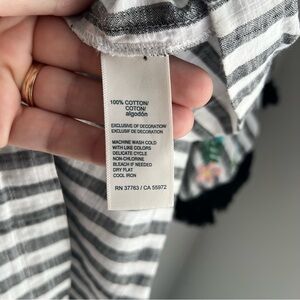 100% COTTON/
COTON/
algodón
EXCLUSIVE OF DECORATION/
EXCLUSIF DE DECORATION
MACHINE WASH COLD
WITH LIKE COLORS
DELICATE CYCLE
NON-CHLORINE
BLEACH IF NEEDED
DRY FLAT
COOL IRON
RN 37763 / CA 55972